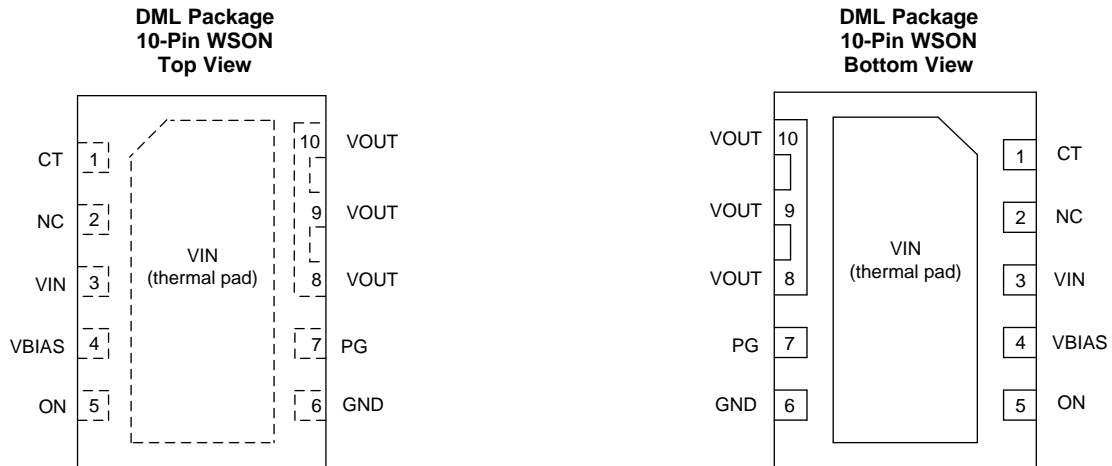 DML Package
10-Pin WSON
Top View
CT 1
NC 2
VIN 3
VBIAS 4
ON 5
VIN
(thermal pad)
10 VOUT
9 VOUT
8 VOUT
7 PG
6 GND
DML Package
10-Pin WSON
Bottom View
VOUT 10
VOUT 9
VOUT 8
PG 7
GND 6
VIN
(thermal pad)
1 CT
2 NC
3 VIN
4 VBIAS
5 ON